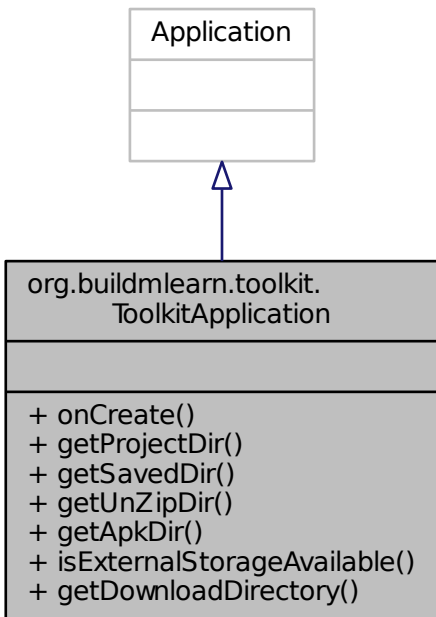 Application
org.buildmlearn.toolkit.
ToolkitApplication
+ onCreate()
+ getProjectDir()
+ getSavedDir()
+ getUnZipDir()
+ getApkDir()
+ isExternalStorageAvailable()
+ getDownloadDirectory()